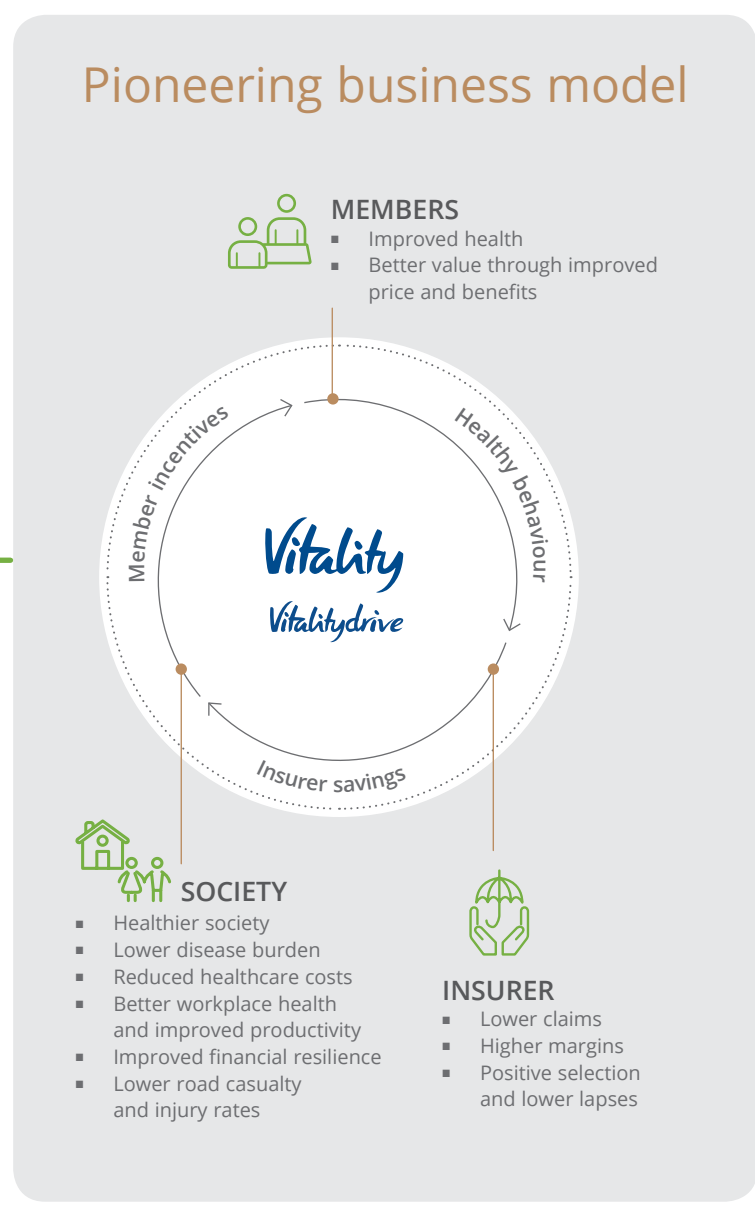 Pioneering business model
MEMBERS
▪ Improved health
▪ Better value through improved
price and benefits
Member incentives
Healthy behaviour
Vitality
Vitalitydrive
Insurer savings
SOCIETY
▪ Healthier society
▪ Lower disease burden
▪ Reduced healthcare costs
▪ Better workplace health
and improved productivity
▪ Improved financial resilience
▪ Lower road casualty
and injury rates
INSURER
▪ Lower claims
▪ Higher margins
▪ Positive selection
and lower lapses